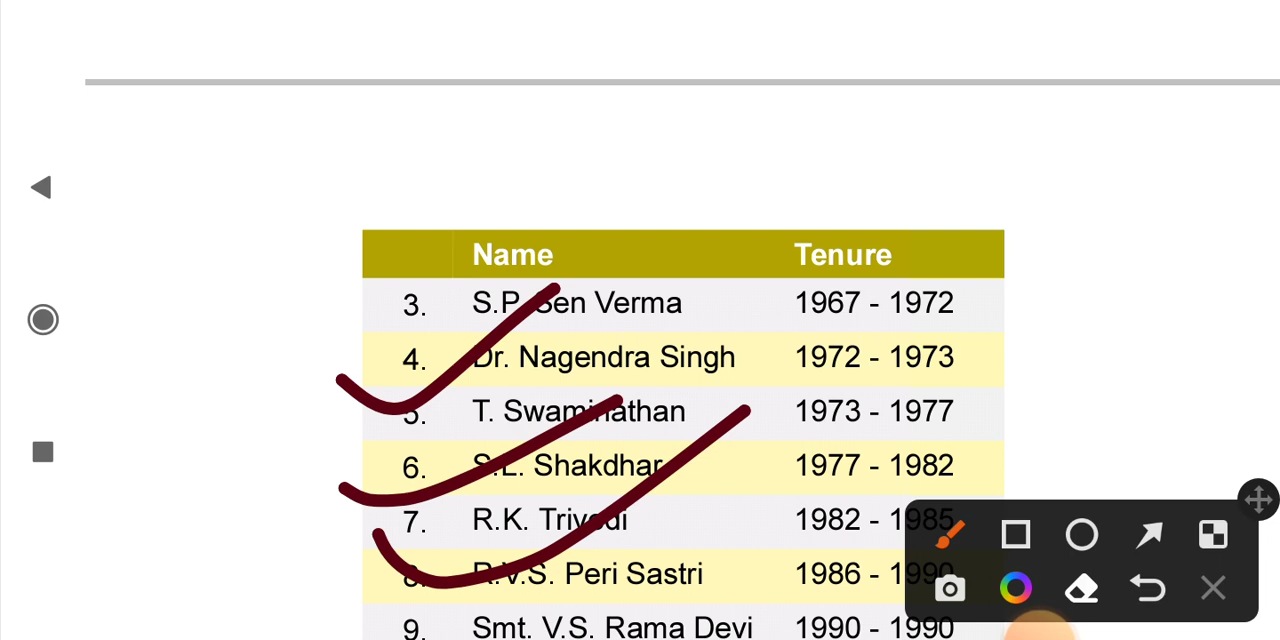 Name Tenure
3. S.P. Sen Verma 1967 - 1972
4. Dr. Nagendra Singh 1972 - 1973
5. T. Swaminathan 1973 - 1977
6. S.L. Shakdhar 1977 - 1982
7. R.K. Trivedi 1982 - 1985
8. R.V.S. Peri Sastri 1986 - 1990
9. Smt. V.S. Rama Devi 1990 - 1990